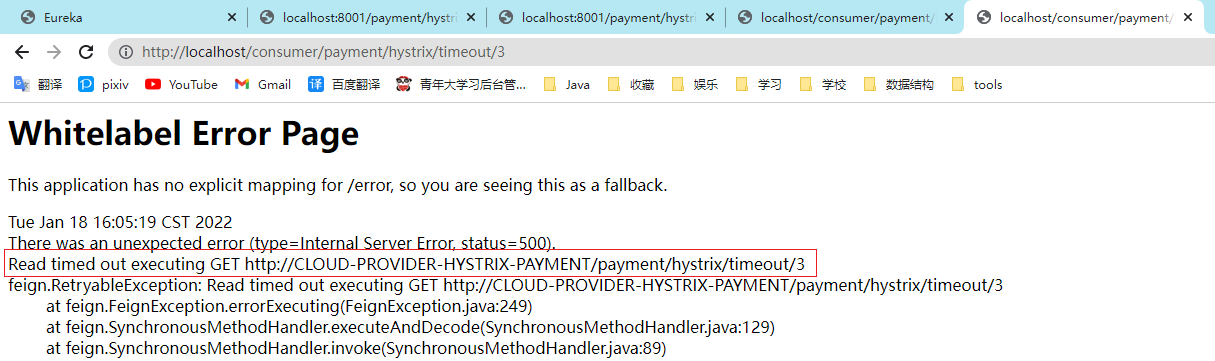 Eureka
localhost:8001/payment/hystri
localhost:8001/payment/hystri
localhost/consumer/payment/
localhost/consumer/payment/
http://localhost/consumer/payment/hystrix/timeout/3
翻译 pixiv YouTube Gmail 译 百度翻译 青年大学习后台管... Java 收藏 娱乐 学习 学校 数据结构 tools
Whitelabel Error Page
This application has no explicit mapping for /error, so you are seeing this as a fallback.
Tue Jan 18 16:05:19 CST 2022
There was an unexpected error (type=Internal Server Error, status=500).
Read timed out executing GET http://CLOUD-PROVIDER-HYSTRIX-PAYMENT/payment/hystrix/timeout/3
feign.RetryableException: Read timed out executing GET http://CLOUD-PROVIDER-HYSTRIX-PAYMENT/payment/hystrix/timeout/3
at feign.FeignException.errorExecuting(FeignException.java:249)
at feign.SynchronousMethodHandler.executeAndDecode(SynchronousMethodHandler.java:129)
at feign.SynchronousMethodHandler.invoke(SynchronousMethodHandler.java:89)